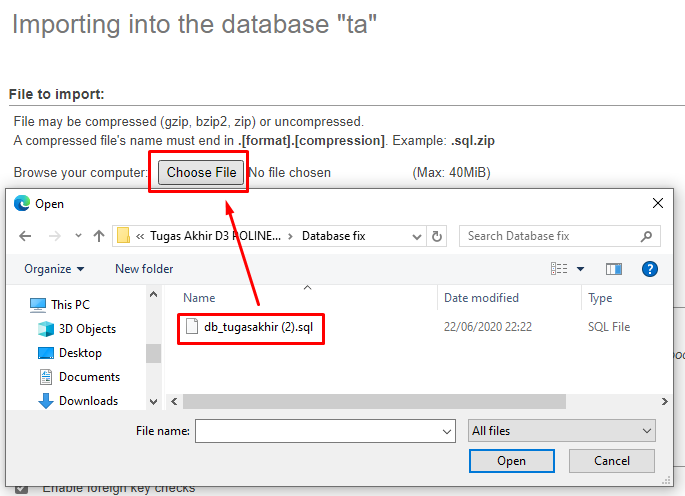 Importing into the database "ta"
File to import:
File may be compressed (gzip, bzip2, zip) or uncompressed.
A compressed file's name must end in .[format].[compression]. Example: .sql.zip
Browse your computer: Choose File No file chosen (Max: 40MiB)
Open
« Tugas Akhir D3 POLINE... > Database fix
Search Database fix
Organize New folder
Name Date modified Type
This PC
db_tugasakhir (2).sql 22/06/2020 22:22 SQL File
3D Objects
Desktop
Documents
Downloads
File name: All files
Open Cancel
Enable foreign key checks